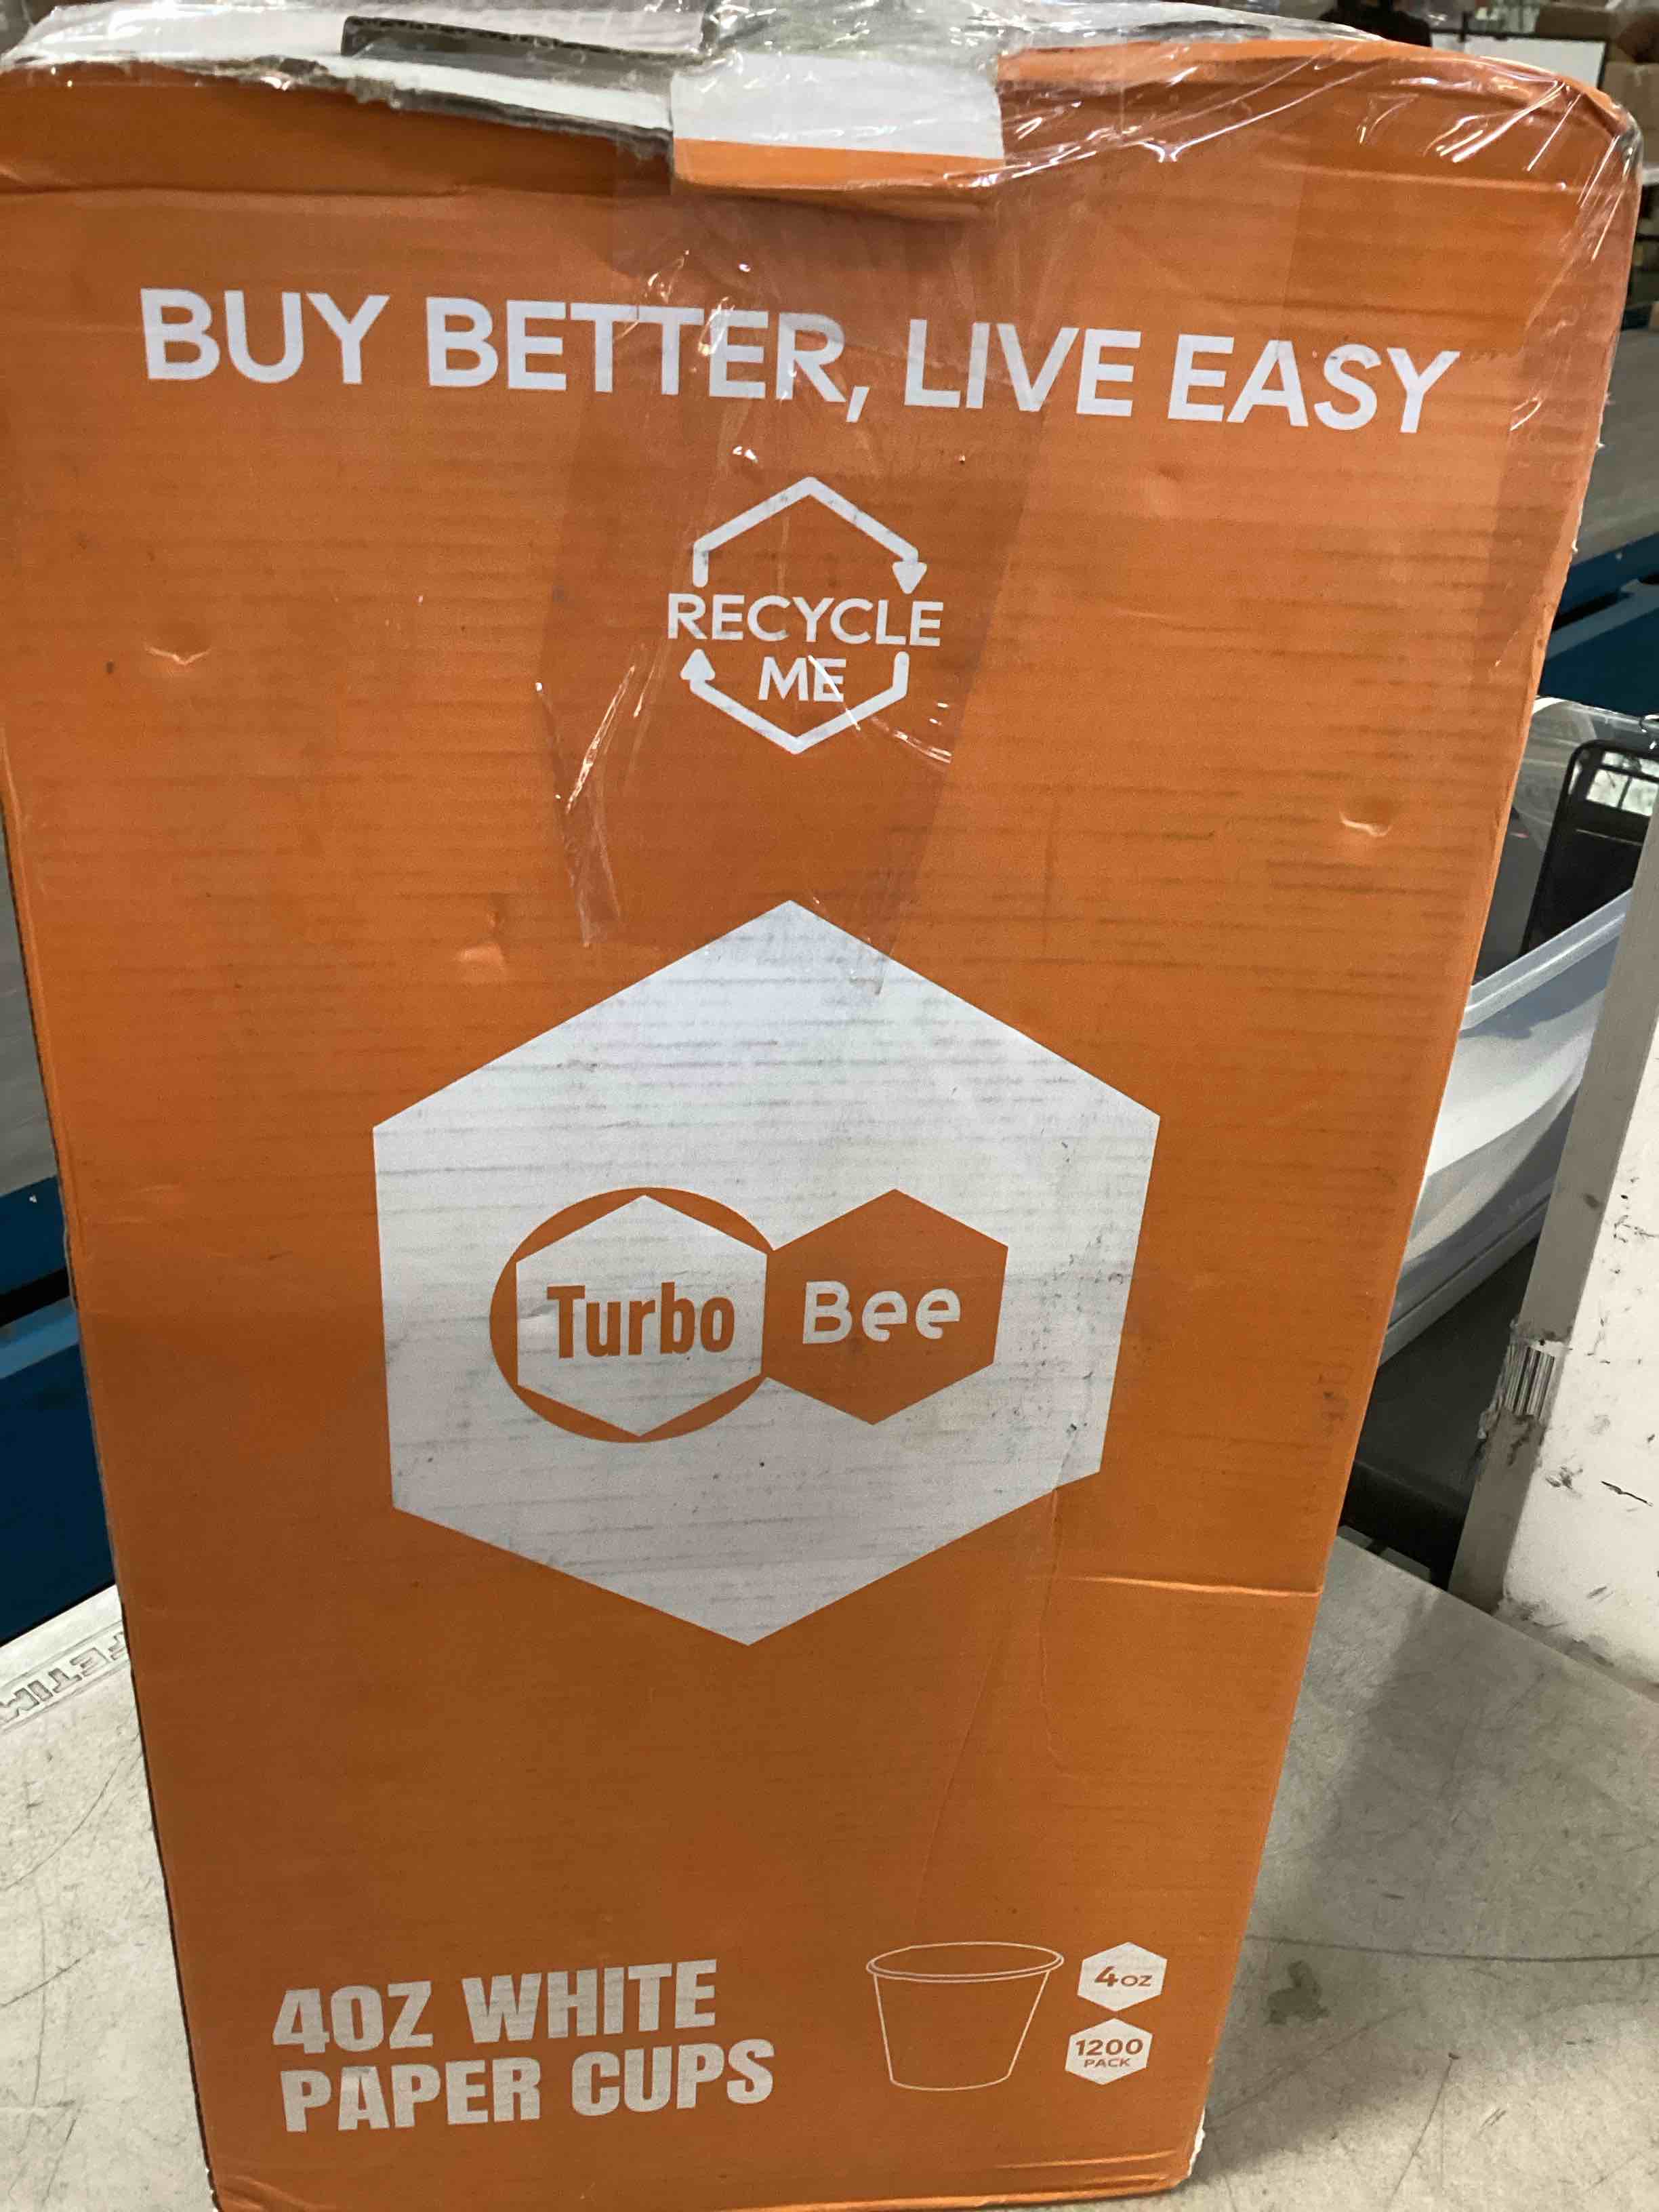 BUY BETTER, LIVE EASY
RECYCLE
ME
Turbo Bee
4OZ WHITE
PAPER CUPS
4OZ
1200
PACK